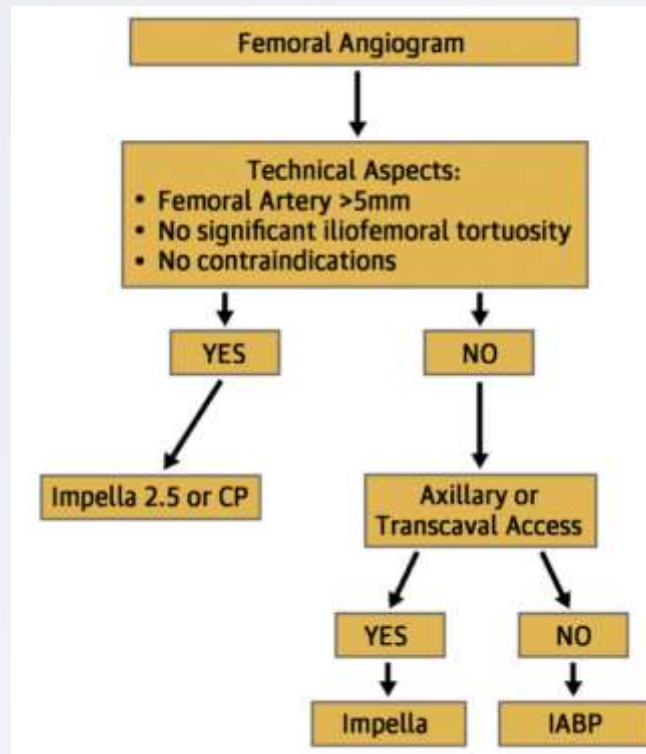 Femoral Angiogram
Technical Aspects:
• Femoral Artery >5mm
• No significant iliofemoral tortuosity
• No contraindications
YES
NO
Impella 2.5 or CP
Axillary or
Transcaval Access
YES
NO
Impella
IABP